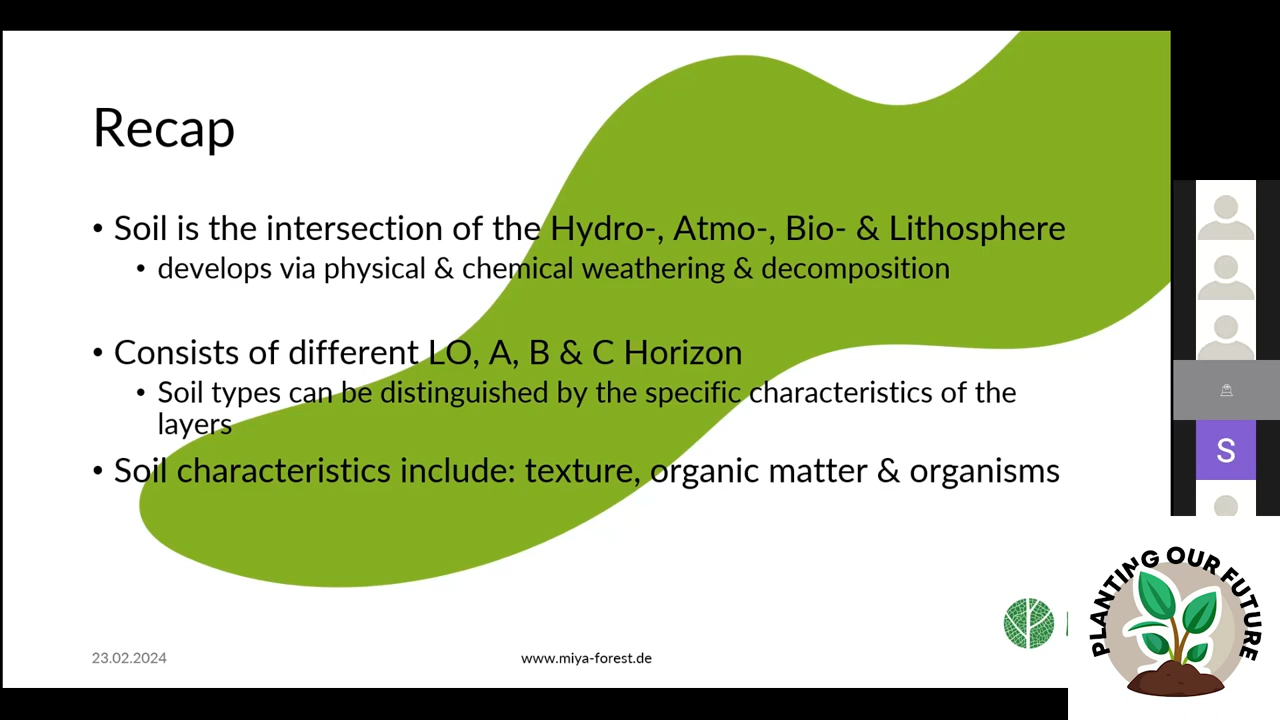 Recap
• Soil is the intersection of the Hydro-, Atmo-, Bio- & Lithosphere
• develops via physical & chemical weathering & decomposition
• Consists of different LO, A, B & C Horizon
• Soil types can be distinguished by the specific characteristics of the
layers
• Soil characteristics include: texture, organic matter & organisms
S
PLANTING OUR FUTURE
23.02.2024
www.miya-forest.de